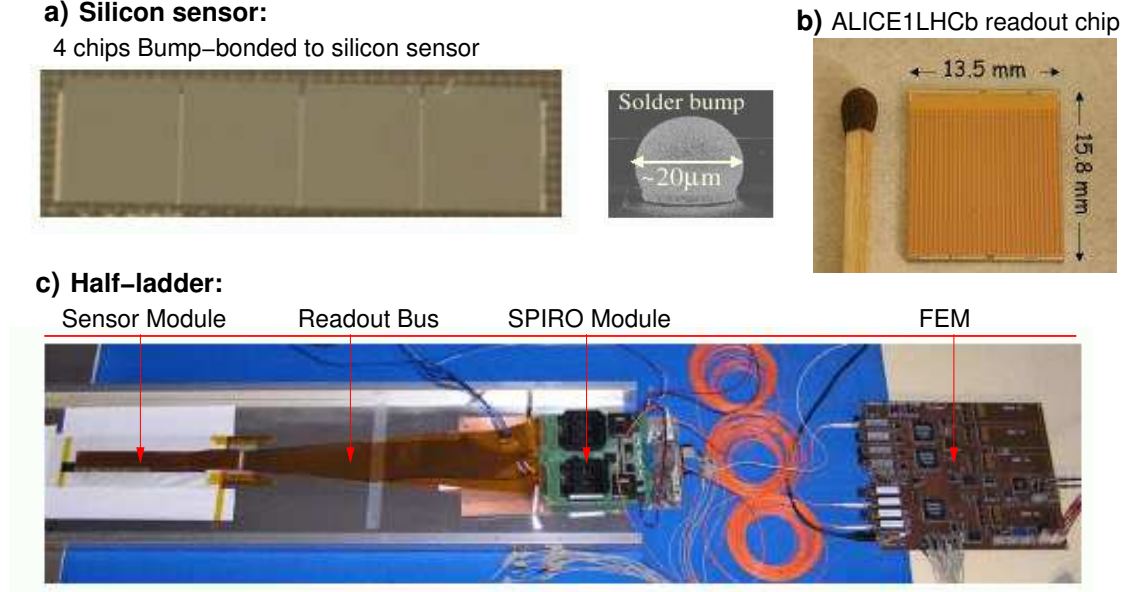 a) Silicon sensor:
4 chips Bump−bonded to silicon sensor
Solder bump
~20μm
b) ALICE1LHCb readout chip
13.5 mm
15.8 mm
c) Half−ladder:
Sensor Module
Readout Bus
SPIRO Module
FEM